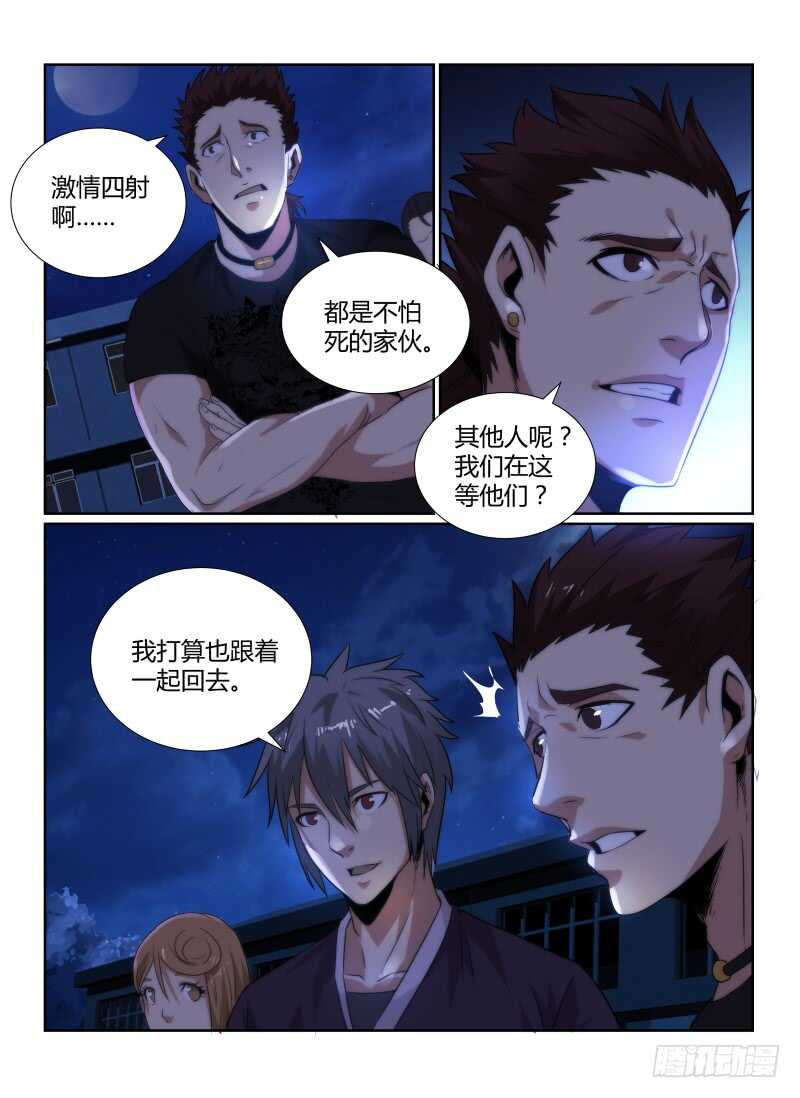 激情四射
啊……
都是不怕
死的家伙。
其他人呢？
我们在这
等他们？
我打算也跟着
一起回去。
腾讯动漫